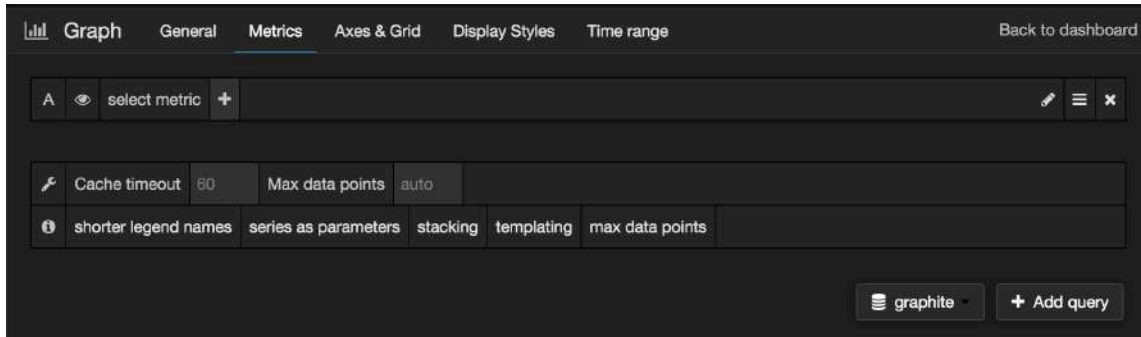 Graph General Metrics Axes & Grid Display Styles Time range Back to dashboard
A select metric
Cache timeout 60 Max data points auto
shorter legend names series as parameters stacking templating max data points
graphite + Add query